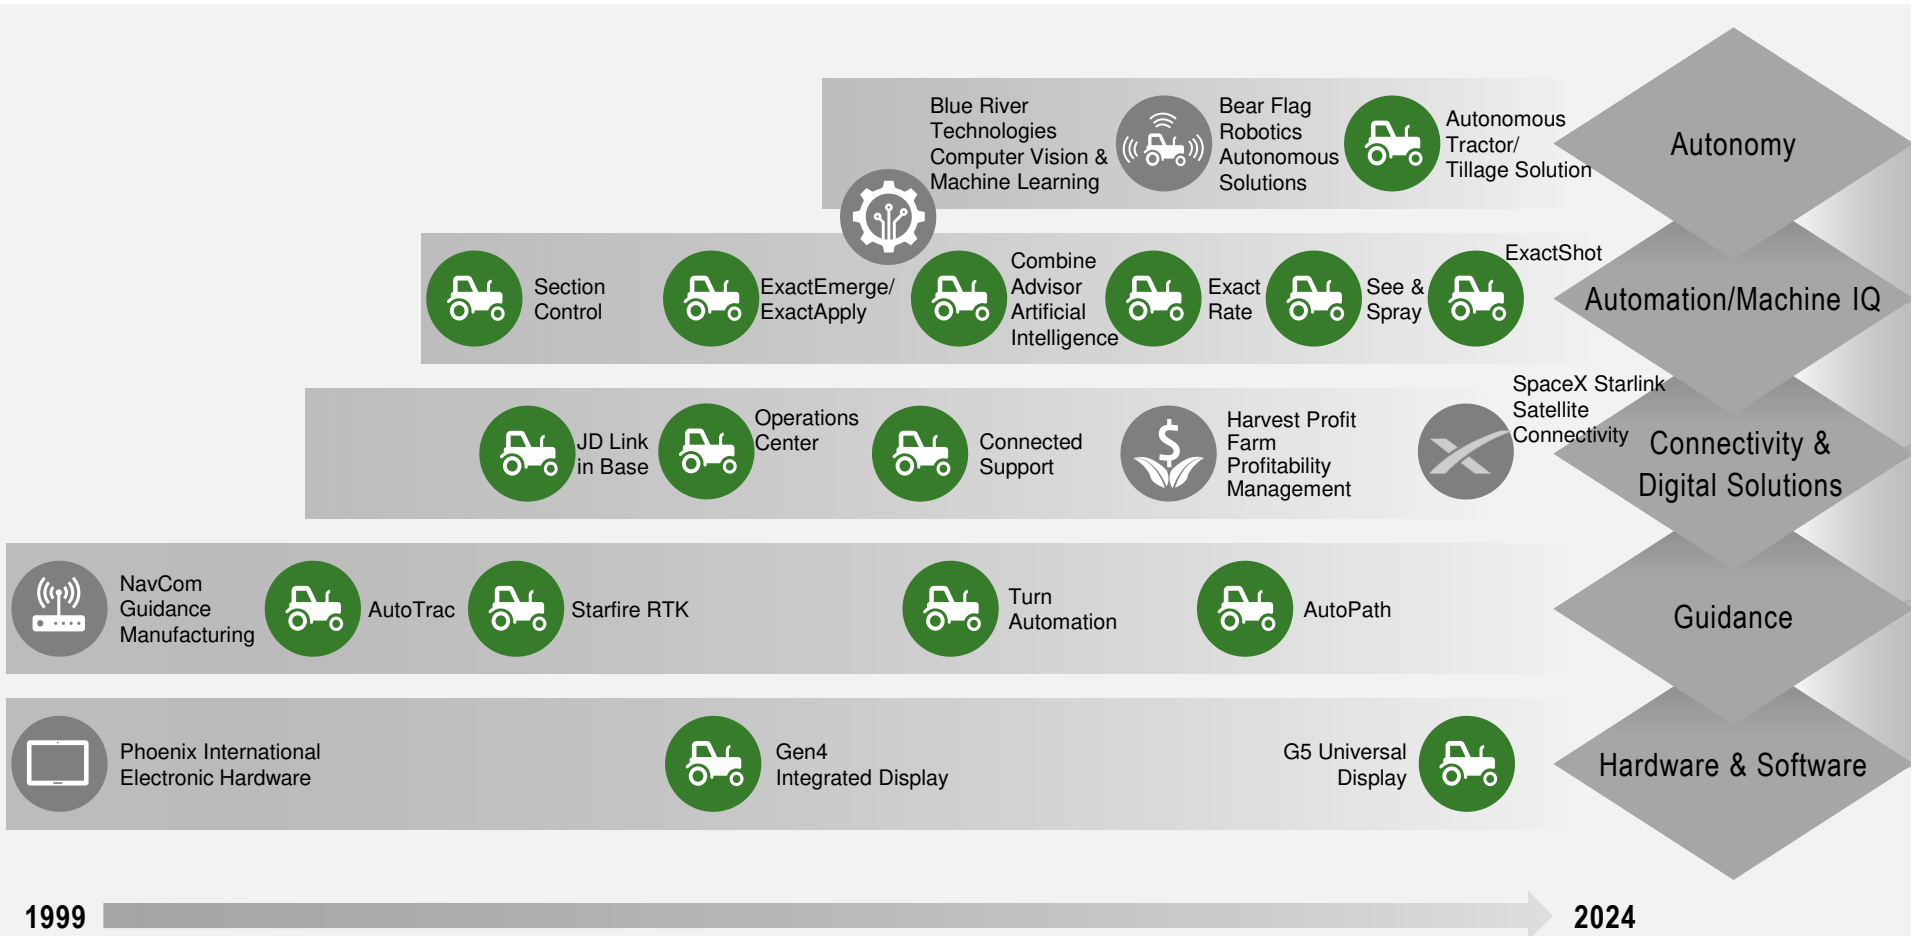 Blue River
Technologies
Computer Vision &
Machine Learning
Bear Flag
Robotics
Autonomous
Solutions
Autonomous
Tractor/
Tillage Solution
Autonomy
Section
Control
ExactEmerge/
ExactApply
Combine
Advisor
Artificial
Intelligence
Exact
Rate
See &
Spray
ExactShot
Automation/Machine IQ
JD Link
in Base
Operations
Center
Connected
Support
Harvest Profit
Farm
Profitability
Management
SpaceX Starlink
Satellite
Connectivity
Connectivity &
Digital Solutions
NavCom
Guidance
Manufacturing
AutoTrac
Starfire RTK
Turn
Automation
AutoPath
Guidance
Phoenix International
Electronic Hardware
Gen4
Integrated Display
G5 Universal
Display
Hardware & Software
1999
2024